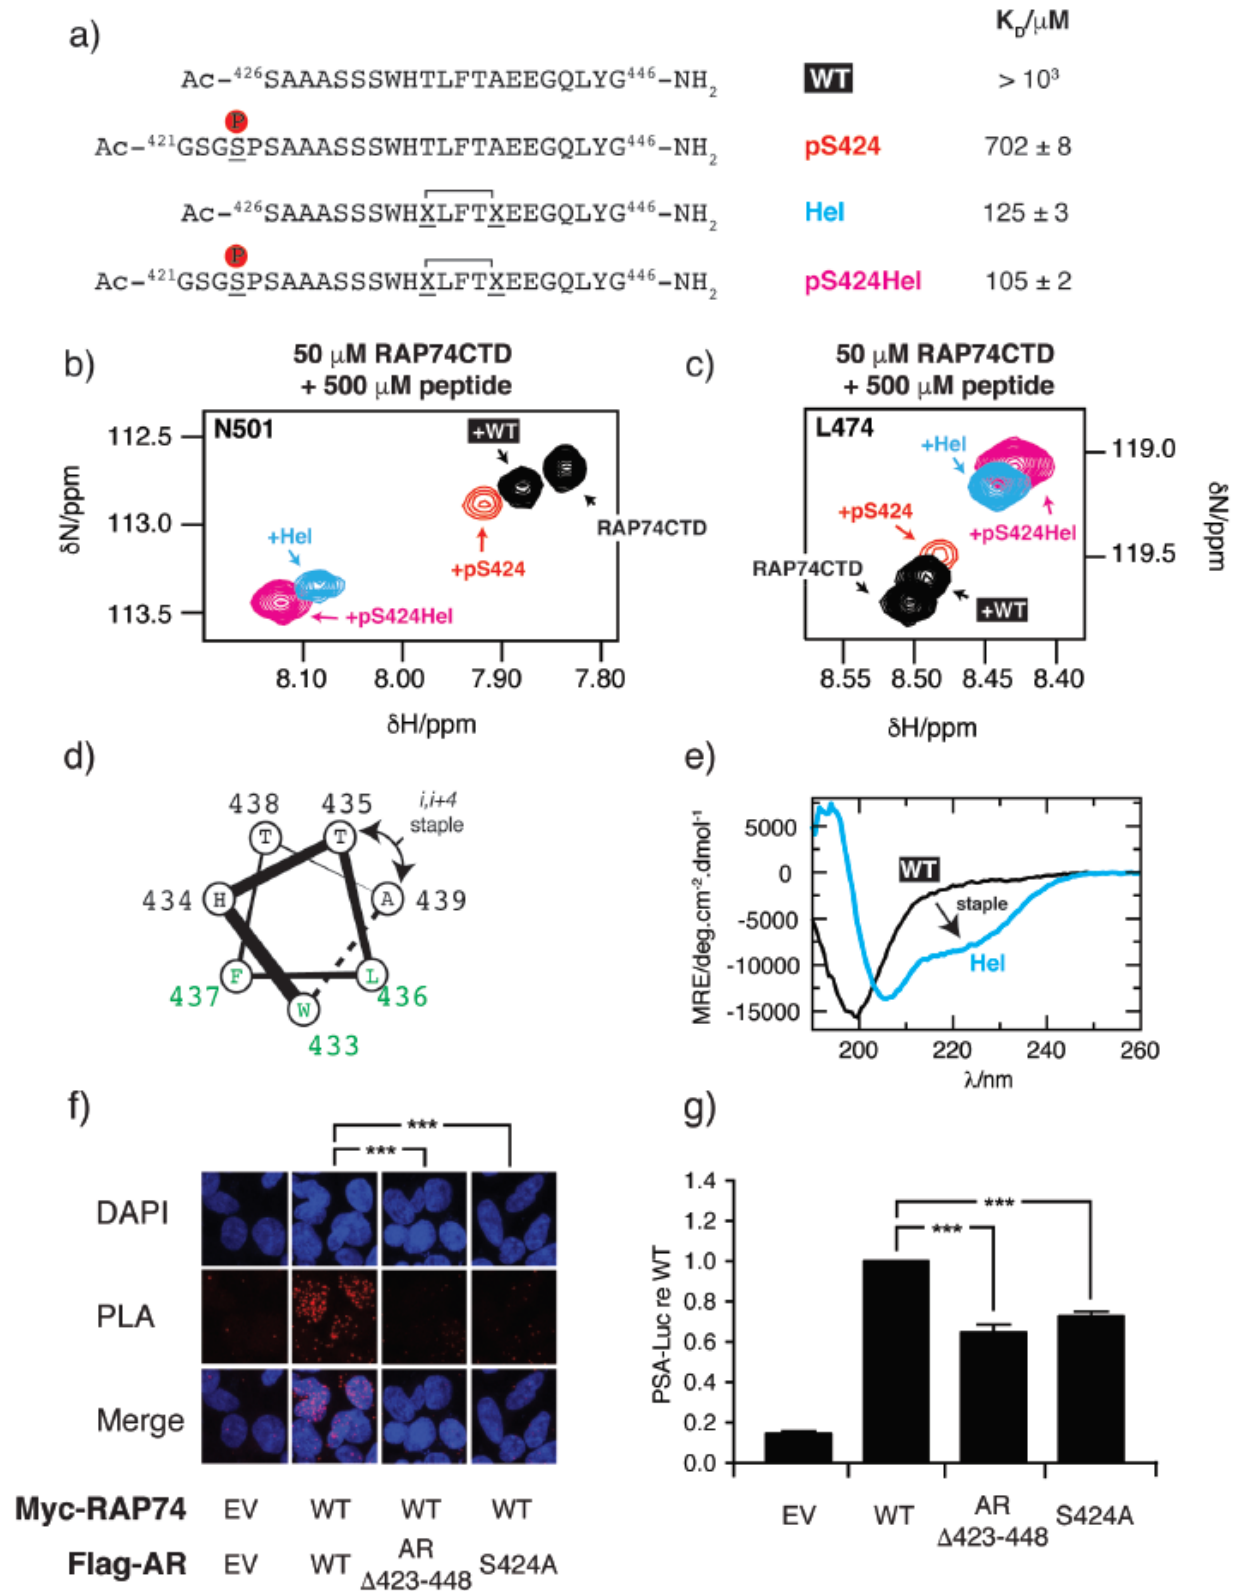 a)
K_D/μM
Ac-⁴²⁶SAAASSSWHTLFTAEEGQLYG⁴⁴⁶-NH₂ WT > 10³
P
Ac-⁴²¹GSGSPSAAASSSWHTLFTAEEGQLYG⁴⁴⁶-NH₂ pS424 702 ± 8
Ac-⁴²⁶SAAASSSWHXLFTXEEGQLYG⁴⁴⁶-NH₂ Hel 125 ± 3
P
Ac-⁴²¹GSGSPSAAASSSWHXLFTXEEGQLYG⁴⁴⁶-NH₂ pS424Hel 105 ± 2
b)
50 μM RAP74CTD
+ 500 μM peptide
N501
+WT
RAP74CTD
+pS424
+Hel
+pS424Hel
112.5
113.0
113.5
δN/ppm
8.10 8.00 7.90 7.80
δH/ppm
c)
50 μM RAP74CTD
+ 500 μM peptide
L474
+Hel
+pS424Hel
+pS424
RAP74CTD
+WT
119.0
119.5
δN/ppm
8.55 8.50 8.45 8.40
δH/ppm
d)
438 435
i,i+4
staple
T T
434 H A 439
F L
437 436
W
433
e)
5000
0
-5000
-10000
-15000
MRE/deg.cm⁻².dmol⁻¹
WT
staple
Hel
200 220 240 260
λ/nm
f)
***
***
DAPI
PLA
Merge
Myc-RAP74 EV WT WT WT
Flag-AR EV WT AR Δ423-448 S424A
g)
1.4
1.2
1.0
0.8
0.6
0.4
0.2
0.0
PSA-Luc re WT
***
***
EV WT AR Δ423-448 S424A